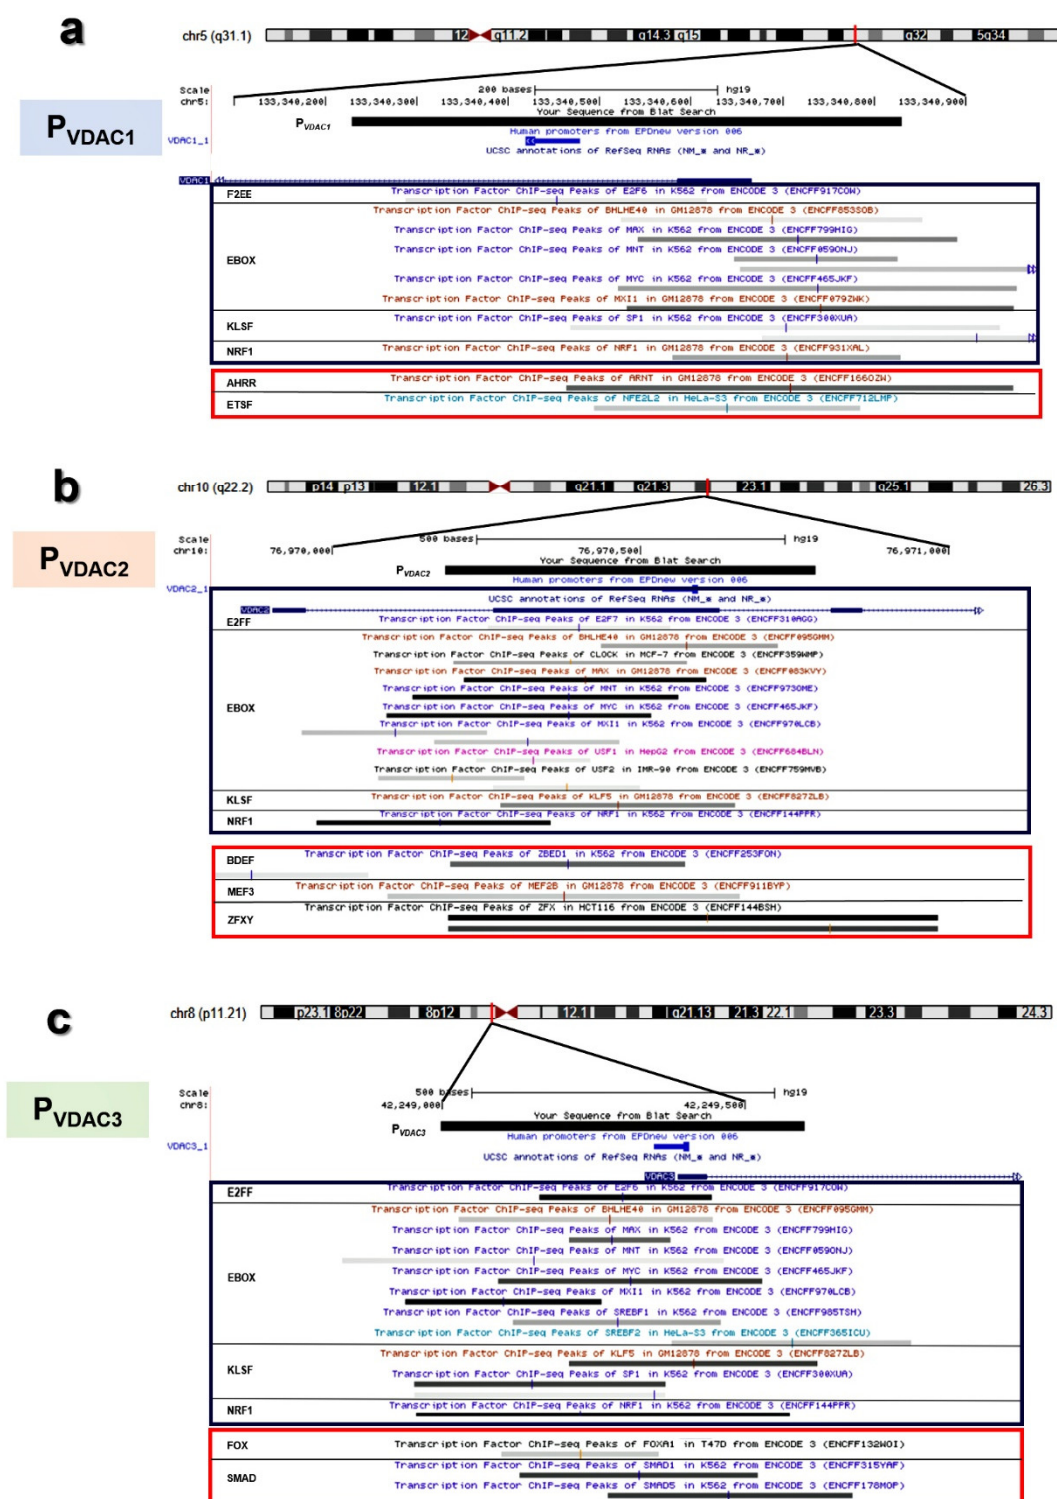 a
chr5 (q31.1) 12 q11.2 q14.3 q15 q32 5q34
Scale 200 bases hg19
chr5: 133,340,200 133,340,300 133,340,400 133,340,500 133,340,600 133,340,700 133,340,800 133,340,900
Your Sequence from Blat Search
PVDAC1
PVDAC1
Human promoters from EPDnew version 006
VDAC1_1
UCSC annotations of RefSeq RNAs (NM_* and NR_*)
VDAC1
Transcription Factor ChIP-seq Peaks of E2F6 in K562 from ENCODE 3 (ENCFF917COW)
F2EE
Transcription Factor ChIP-seq Peaks of BHLHE40 in GM12878 from ENCODE 3 (ENCFF853SOB)
Transcription Factor ChIP-seq Peaks of MAX in K562 from ENCODE 3 (ENCFF799HIG)
Transcription Factor ChIP-seq Peaks of MNT in K562 from ENCODE 3 (ENCFF059ONJ)
EBOX
Transcription Factor ChIP-seq Peaks of MYC in K562 from ENCODE 3 (ENCFF465JKF)
Transcription Factor ChIP-seq Peaks of MXI1 in GM12878 from ENCODE 3 (ENCFF079ZWK)
Transcription Factor ChIP-seq Peaks of SP1 in K562 from ENCODE 3 (ENCFF300XUA)
KLSF
Transcription Factor ChIP-seq Peaks of NRF1 in GM12878 from ENCODE 3 (ENCFF931XAL)
NRF1
Transcription Factor ChIP-seq Peaks of ARNT in GM12878 from ENCODE 3 (ENCFF166OZW)
AHRR
Transcription Factor ChIP-seq Peaks of NFE2L2 in HeLa-S3 from ENCODE 3 (ENCFF712LMP)
ETSF
b
chr10 (q22.2) p14 p13 12.1 q21.1 q21.3 23.1 q25.1 26.3
Scale 500 bases hg19
chr10: 76,970,000 76,970,500 76,971,000
Your Sequence from Blat Search
PVDAC2
PVDAC2
Human promoters from EPDnew version 006
VDAC2_1
UCSC annotations of RefSeq RNAs (NM_* and NR_*)
VDAC2
Transcription Factor ChIP-seq Peaks of E2F7 in K562 from ENCODE 3 (ENCFF310AGG)
E2FF
Transcription Factor ChIP-seq Peaks of BHLHE40 in GM12878 from ENCODE 3 (ENCFF095GMM)
Transcription Factor ChIP-seq Peaks of CLOCK in MCF-7 from ENCODE 3 (ENCFF359WMP)
Transcription Factor ChIP-seq Peaks of MAX in GM12878 from ENCODE 3 (ENCFF083KVY)
Transcription Factor ChIP-seq Peaks of MNT in K562 from ENCODE 3 (ENCFF973OME)
EBOX
Transcription Factor ChIP-seq Peaks of MYC in K562 from ENCODE 3 (ENCFF465JKF)
Transcription Factor ChIP-seq Peaks of MXI1 in K562 from ENCODE 3 (ENCFF970LCB)
Transcription Factor ChIP-seq Peaks of USF1 in HepG2 from ENCODE 3 (ENCFF684BLN)
Transcription Factor ChIP-seq Peaks of USF2 in IMR-90 from ENCODE 3 (ENCFF759MVB)
Transcription Factor ChIP-seq Peaks of KLF5 in GM12878 from ENCODE 3 (ENCFF827ZLB)
KLSF
Transcription Factor ChIP-seq Peaks of NRF1 in K562 from ENCODE 3 (ENCFF144PPR)
NRF1
Transcription Factor ChIP-seq Peaks of ZBED1 in K562 from ENCODE 3 (ENCFF253FON)
BDEF
Transcription Factor ChIP-seq Peaks of MEF2B in GM12878 from ENCODE 3 (ENCFF911BYP)
MEF3
Transcription Factor ChIP-seq Peaks of ZFX in HCT116 from ENCODE 3 (ENCFF144BSH)
ZFXY
c
chr8 (p11.21) p23.1 8p22 8p12 12.1 q21.13 21.3 22.1 23.3 24.3
Scale 500 bases hg19
chr8: 42,249,000 42,249,500
Your Sequence from Blat Search
PVDAC3
PVDAC3
Human promoters from EPDnew version 006
VDAC3_1
UCSC annotations of RefSeq RNAs (NM_* and NR_*)
VDAC3
Transcription Factor ChIP-seq Peaks of E2F6 in K562 from ENCODE 3 (ENCFF917COW)
E2FF
Transcription Factor ChIP-seq Peaks of BHLHE40 in GM12878 from ENCODE 3 (ENCFF095GMM)
Transcription Factor ChIP-seq Peaks of MAX in K562 from ENCODE 3 (ENCFF799HIG)
Transcription Factor ChIP-seq Peaks of MNT in K562 from ENCODE 3 (ENCFF059ONJ)
Transcription Factor ChIP-seq Peaks of MYC in K562 from ENCODE 3 (ENCFF465JKF)
EBOX
Transcription Factor ChIP-seq Peaks of MXI1 in K562 from ENCODE 3 (ENCFF970LCB)
Transcription Factor ChIP-seq Peaks of SREBF1 in K562 from ENCODE 3 (ENCFF985TSH)
Transcription Factor ChIP-seq Peaks of SREBF2 in HeLa-S3 from ENCODE 3 (ENCFF365ICU)
Transcription Factor ChIP-seq Peaks of KLF5 in GM12878 from ENCODE 3 (ENCFF827ZLB)
KLSF
Transcription Factor ChIP-seq Peaks of SP1 in K562 from ENCODE 3 (ENCFF300XUA)
Transcription Factor ChIP-seq Peaks of NRF1 in K562 from ENCODE 3 (ENCFF144PPR)
NRF1
Transcription Factor ChIP-seq Peaks of FOXA1 in T47D from ENCODE 3 (ENCFF132WOI)
FOX
Transcription Factor ChIP-seq Peaks of SMAD1 in K562 from ENCODE 3 (ENCFF315YAF)
SMAD
Transcription Factor ChIP-seq Peaks of SMAD5 in K562 from ENCODE 3 (ENCFF178MOP)